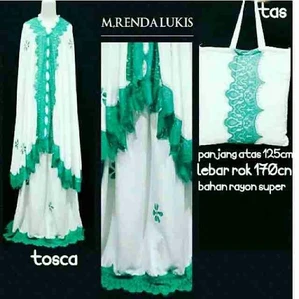 M.RENDA LUKIS
tas
panjang atas 125cm
lebar rok 170cm
bahan rayon super
tosca